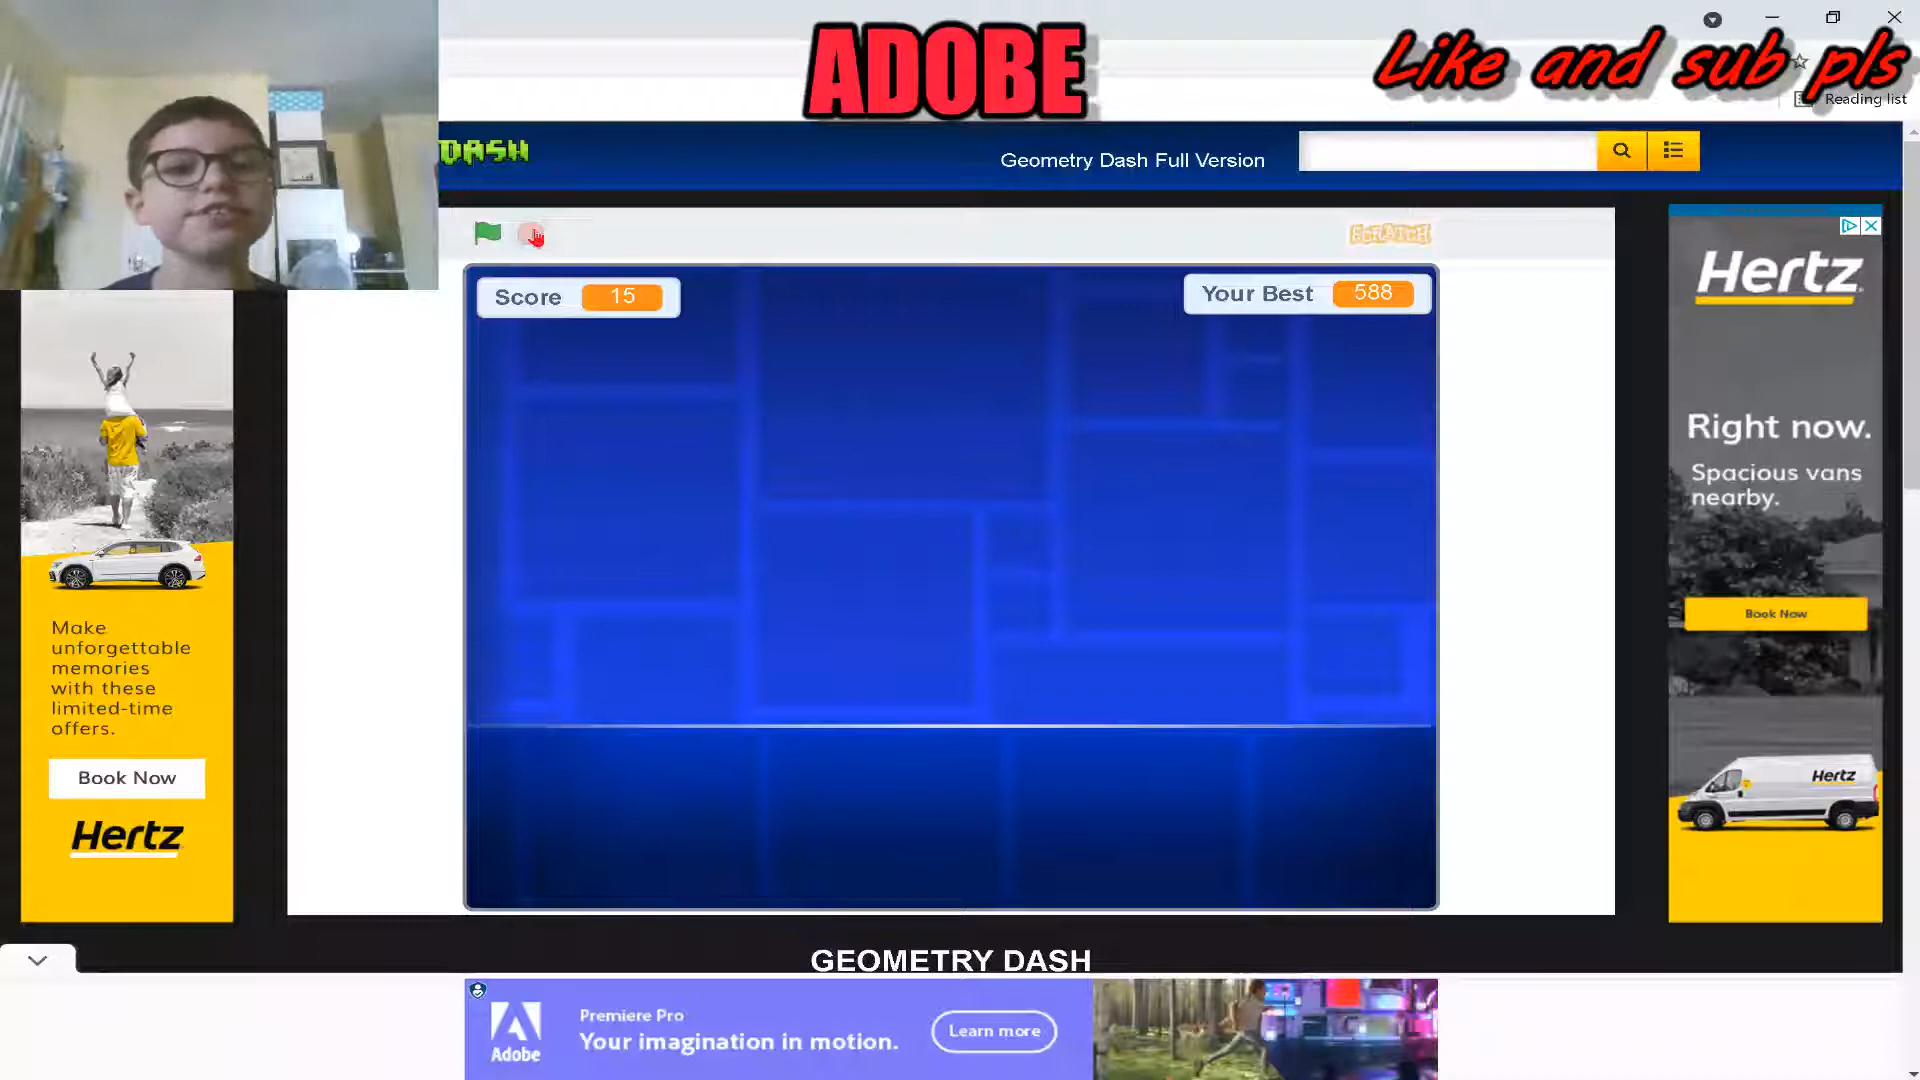 ADOBE
Like and sub pls
Reading list
DASH
Geometry Dash Full Version
SCRATCH
Score 15
Your Best 588
Make
unforgettable
memories
with these
limited-time
offers.
Book Now
Hertz
Hertz
Right now.
Spacious vans
nearby.
Book Now
Hertz
GEOMETRY DASH
Adobe
Premiere Pro
Your imagination in motion.
Learn more